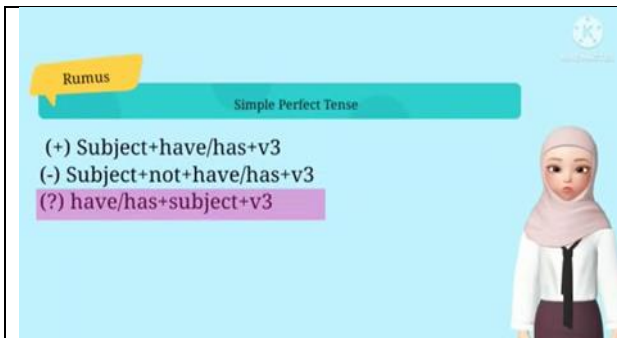 Rumus
Simple Perfect Tense
(+) Subject+have/has+v3
(-) Subject+not+have/has+v3
(?) have/has+subject+v3